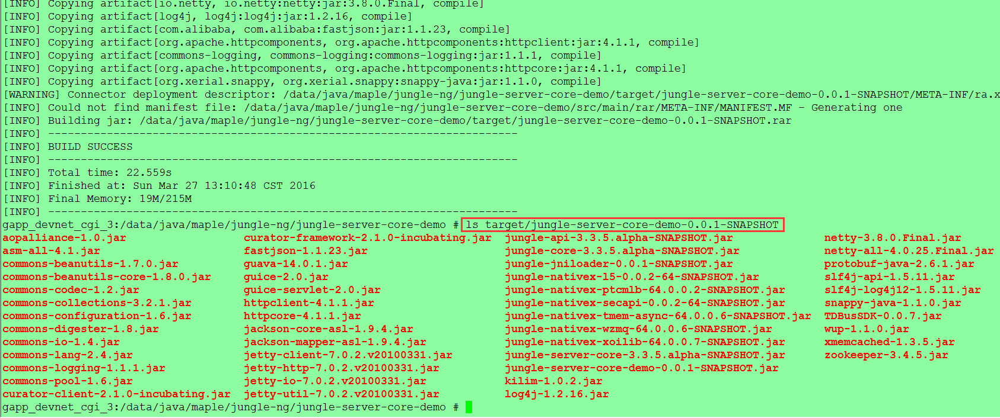 [INFO] Copying artifact[io.netty, io.netty:netty:jar:3.8.0.Final, compile]
[INFO] Copying artifact[log4j, log4j:log4j:jar:1.2.16, compile]
[INFO] Copying artifact[com.alibaba, com.alibaba:fastjson:jar:1.1.23, compile]
[INFO] Copying artifact[org.apache.httpcomponents, org.apache.httpcomponents:httpclient:jar:4.1.1, compile]
[INFO] Copying artifact[commons-logging, commons-logging:commons-logging:jar:1.1.1, compile]
[INFO] Copying artifact[org.apache.httpcomponents, org.apache.httpcomponents:httpcore:jar:4.1.1, compile]
[INFO] Copying artifact[org.xerial.snappy, org.xerial.snappy:snappy-java:jar:1.1.0, compile]
[WARNING] Connector deployment descriptor: /data/java/maple/jungle-ng/jungle-server-core-demo/target/jungle-server-core-demo-0.0.1-SNAPSHOT/META-INF/ra.x
[INFO] Could not find manifest file: /data/java/maple/jungle-ng/jungle-server-core-demo/src/main/rar/META-INF/MANIFEST.MF - Generating one
[INFO] Building jar: /data/java/maple/jungle-ng/jungle-server-core-demo/target/jungle-server-core-demo-0.0.1-SNAPSHOT.rar
[INFO] ------------------------------------------------------------------------
[INFO] BUILD SUCCESS
[INFO] ------------------------------------------------------------------------
[INFO] Total time: 22.559s
[INFO] Finished at: Sun Mar 27 13:10:48 CST 2016
[INFO] Final Memory: 19M/215M
[INFO] ------------------------------------------------------------------------
gapp_devnet_cgi_3:/data/java/maple/jungle-ng/jungle-server-core-demo # ls target/jungle-server-core-demo-0.0.1-SNAPSHOT
aopalliance-1.0.jar curator-framework-2.1.0-incubating.jar jungle-api-3.3.5.alpha-SNAPSHOT.jar netty-3.8.0.Final.jar
asm-all-4.1.jar fastjson-1.1.23.jar jungle-core-3.3.5.alpha-SNAPSHOT.jar netty-all-4.0.25.Final.jar
commons-beanutils-1.7.0.jar guava-14.0.1.jar jungle-jniloader-0.0.1-SNAPSHOT.jar protobuf-java-2.6.1.jar
commons-beanutils-core-1.8.0.jar guice-2.0.jar jungle-nativex-l5-0.0.2-64-SNAPSHOT.jar slf4j-api-1.5.11.jar
commons-codec-1.2.jar guice-servlet-2.0.jar jungle-nativex-ptcmlb-64.0.0.2-SNAPSHOT.jar slf4j-log4j12-1.5.11.jar
commons-collections-3.2.1.jar httpclient-4.1.1.jar jungle-nativex-secapi-0.0.2-64-SNAPSHOT.jar snappy-java-1.1.0.jar
commons-configuration-1.6.jar httpcore-4.1.1.jar jungle-nativex-tmem-async-64.0.0.6-SNAPSHOT.jar TDBusSDK-0.0.7.jar
commons-digester-1.8.jar jackson-core-asl-1.9.4.jar jungle-nativex-wzmq-64.0.0.6-SNAPSHOT.jar wup-1.1.0.jar
commons-io-1.4.jar jackson-mapper-asl-1.9.4.jar jungle-nativex-xoilib-64.0.0.7-SNAPSHOT.jar xmemcached-1.3.5.jar
commons-lang-2.4.jar jetty-client-7.0.2.v20100331.jar jungle-server-core-3.3.5.alpha-SNAPSHOT.jar zookeeper-3.4.5.jar
commons-logging-1.1.1.jar jetty-http-7.0.2.v20100331.jar jungle-server-core-demo-0.0.1-SNAPSHOT.jar
commons-pool-1.6.jar jetty-io-7.0.2.v20100331.jar kilim-1.0.2.jar
curator-client-2.1.0-incubating.jar jetty-util-7.0.2.v20100331.jar log4j-1.2.16.jar
gapp_devnet_cgi_3:/data/java/maple/jungle-ng/jungle-server-core-demo #